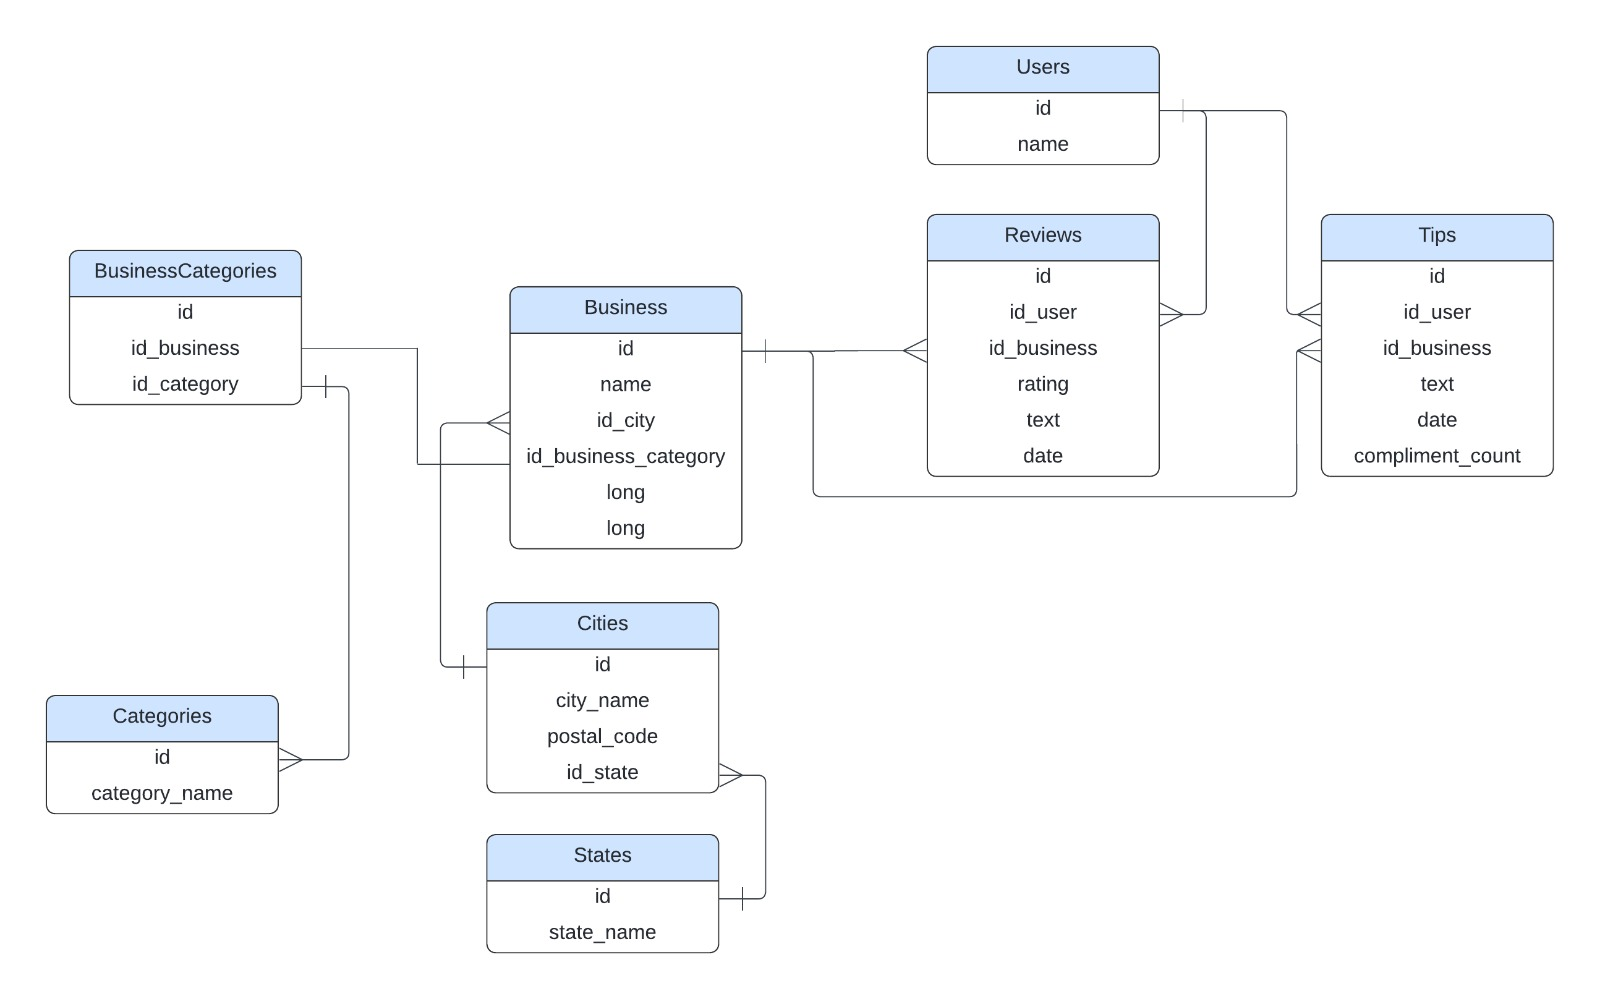 Users
id
name
BusinessCategories
id
id_business
id_category
Business
id
name
id_city
id_business_category
long
long
Reviews
id
id_user
id_business
rating
text
date
Tips
id
id_user
id_business
text
date
compliment_count
Categories
id
category_name
Cities
id
city_name
postal_code
id_state
States
id
state_name